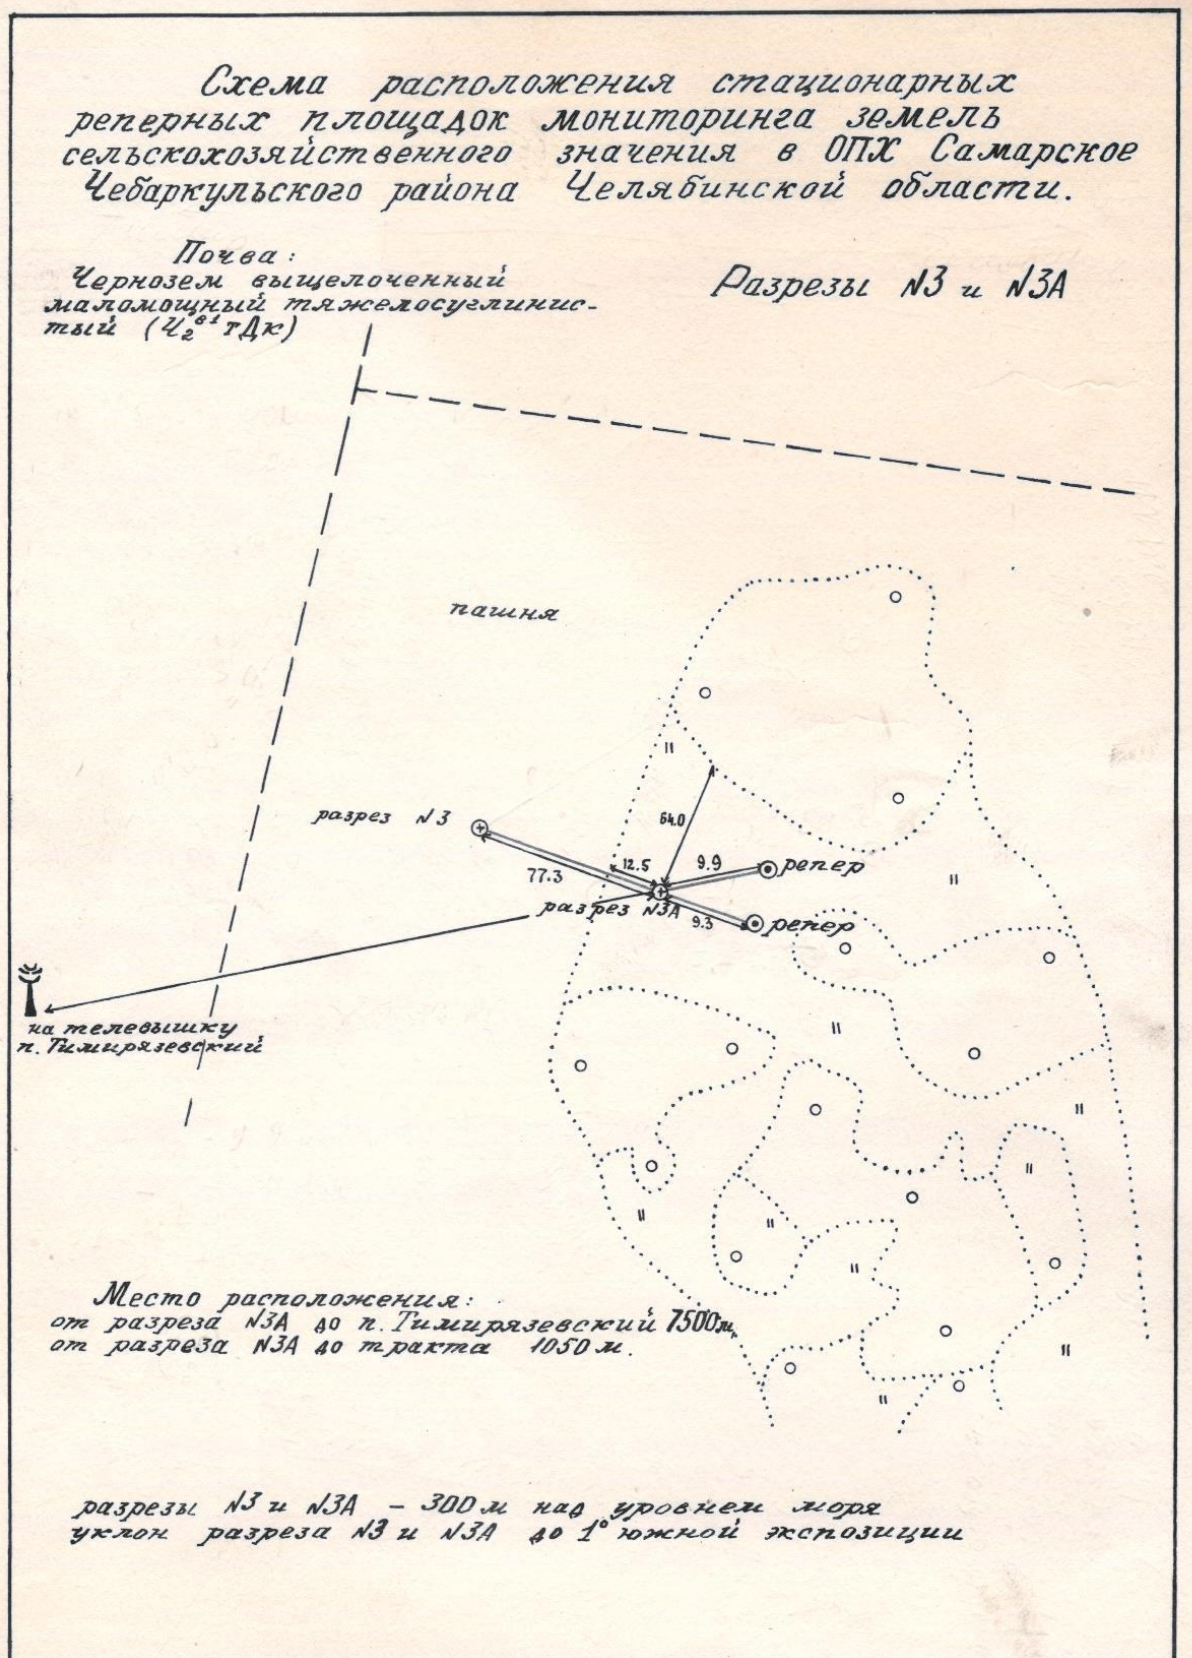 Схема расположения стационарных
реперных площадок мониторинга земель
сельскохозяйственного значения в ОПХ Самарское
Чебаркульского района Челябинской области.
Почва:
Чернозем выщелоченный
маломощный тяжелосуглинис-
тый (Ч₂ᵇ¹ тДк)
Разрезы N3 и N3А
пашня
разрез N3
64.0
12.5
9.9
репер
77.3
разрез N3А
9.3
репер
на телевышку
п. Тимирязевский
Место расположения:
от разреза N3А до п. Тимирязевский 7500м,
от разреза N3А до тракта 1050 м.
разрезы N3 и N3А – 300 м над уровнем моря
уклон разреза N3 и N3А до 1° южной экспозиции